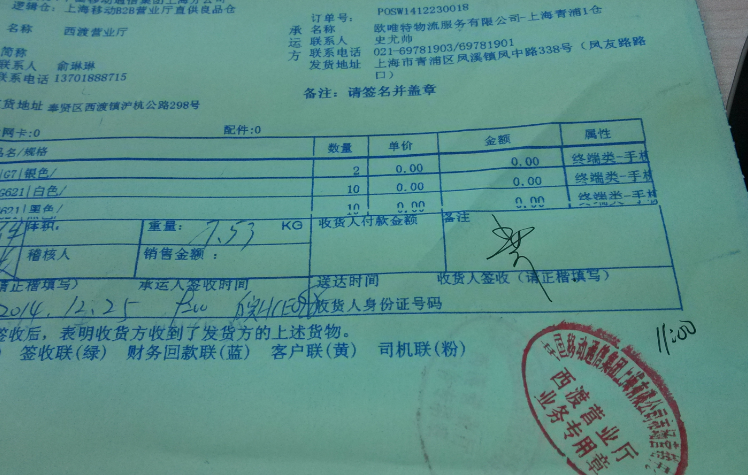 逻辑仓：上海移动B2B营业厅直供良品仓
订单号： POSW1412230018
名称 西渡营业厅
承运方 名称 欧唯特物流服务有限公司-上海青浦1仓
联系人 史尤帅
简称
联系电话 021-69781903/69781901
联系人 俞琳琳
发货地址 上海市青浦区凤溪镇凤中路338号（凤友路路口）
联系电话 13701888715
备注：请签名并盖章
货地址 奉贤区西渡镇沪杭公路298号
网卡:0 配件:0
品名/规格 数量 单价 金额 属性
G7|银色/ 2 0.00 0.00 终端类-手机
G621|白色/ 10 0.00 0.00 终端类-手机
G621|黑色/ 10 0.00 0.00 终端类-手机
体积: 重量: 7.53 KG 收货人付款金额 备注
稽核人 销售金额：
请正楷填写) 承运人签收时间 送达时间 收货人签收（请正楷填写）
2014.12.25 收货人身份证号码
签收后，表明收货方收到了发货方的上述货物。
11:00
签收联(绿) 财务回款联(蓝) 客户联(黄) 司机联(粉)
西渡营业厅
业务专用章